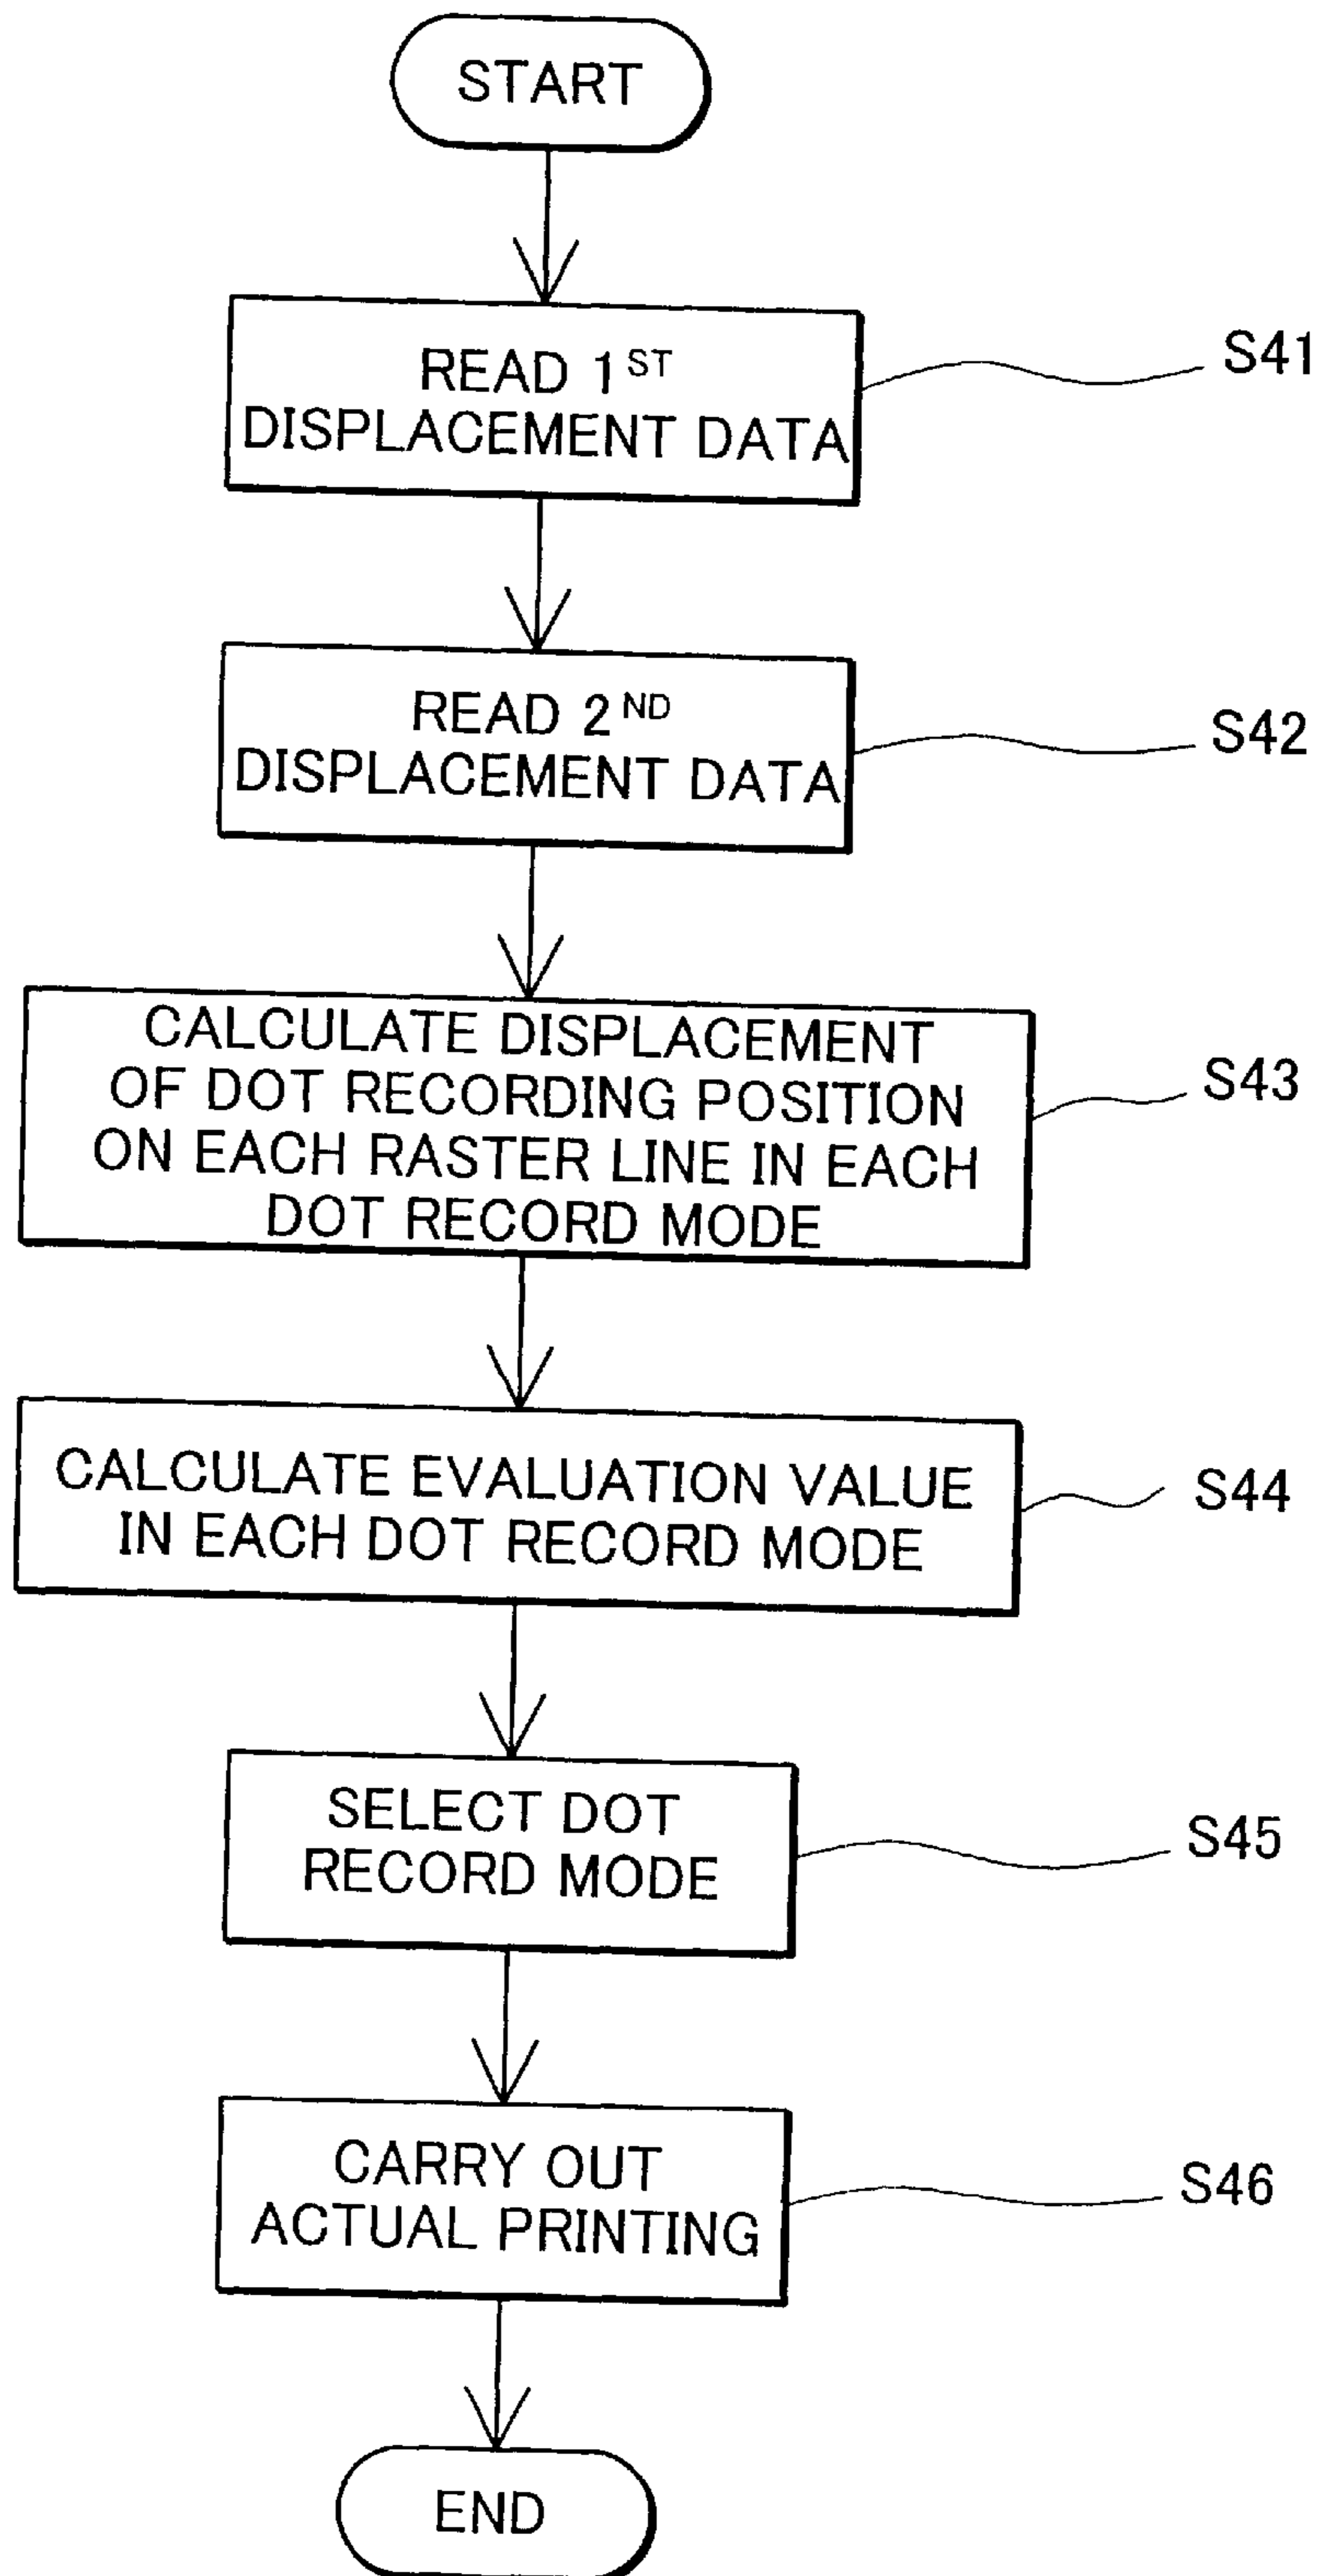 START
READ 1ST
DISPLACEMENT DATA
S41
READ 2ND
DISPLACEMENT DATA
S42
CALCULATE DISPLACEMENT
OF DOT RECORDING POSITION
ON EACH RASTER LINE IN EACH
DOT RECORD MODE
S43
CALCULATE EVALUATION VALUE
IN EACH DOT RECORD MODE
S44
SELECT DOT
RECORD MODE
S45
CARRY OUT
ACTUAL PRINTING
S46
END